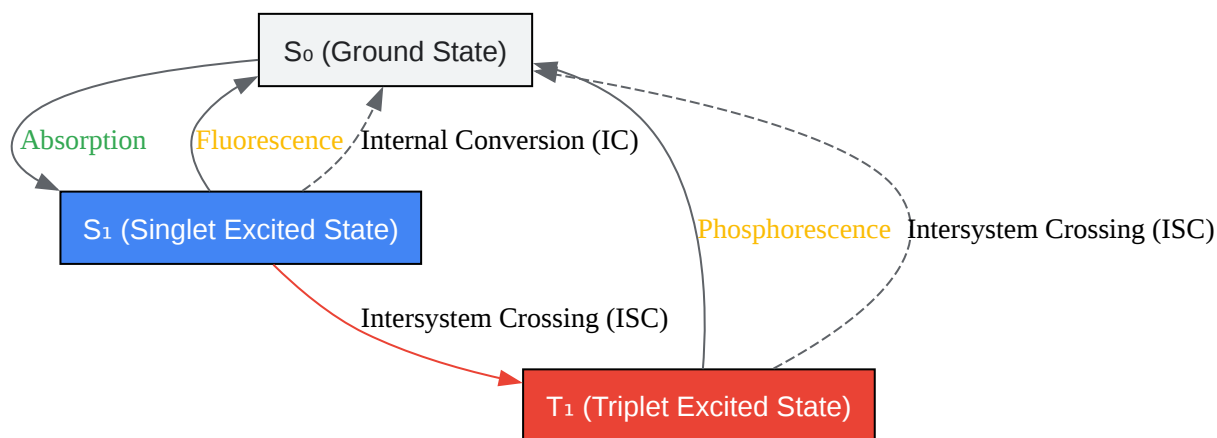 S₀ (Ground State)
Absorption
Fluorescence
Internal Conversion (IC)
S₁ (Singlet Excited State)
Phosphorescence
Intersystem Crossing (ISC)
Intersystem Crossing (ISC)
T₁ (Triplet Excited State)